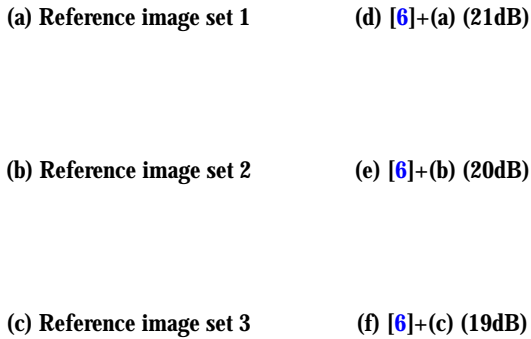 (a) Reference image set 1 (d) [6]+(a) (21dB)
(b) Reference image set 2 (e) [6]+(b) (20dB)
(c) Reference image set 3 (f) [6]+(c) (19dB)